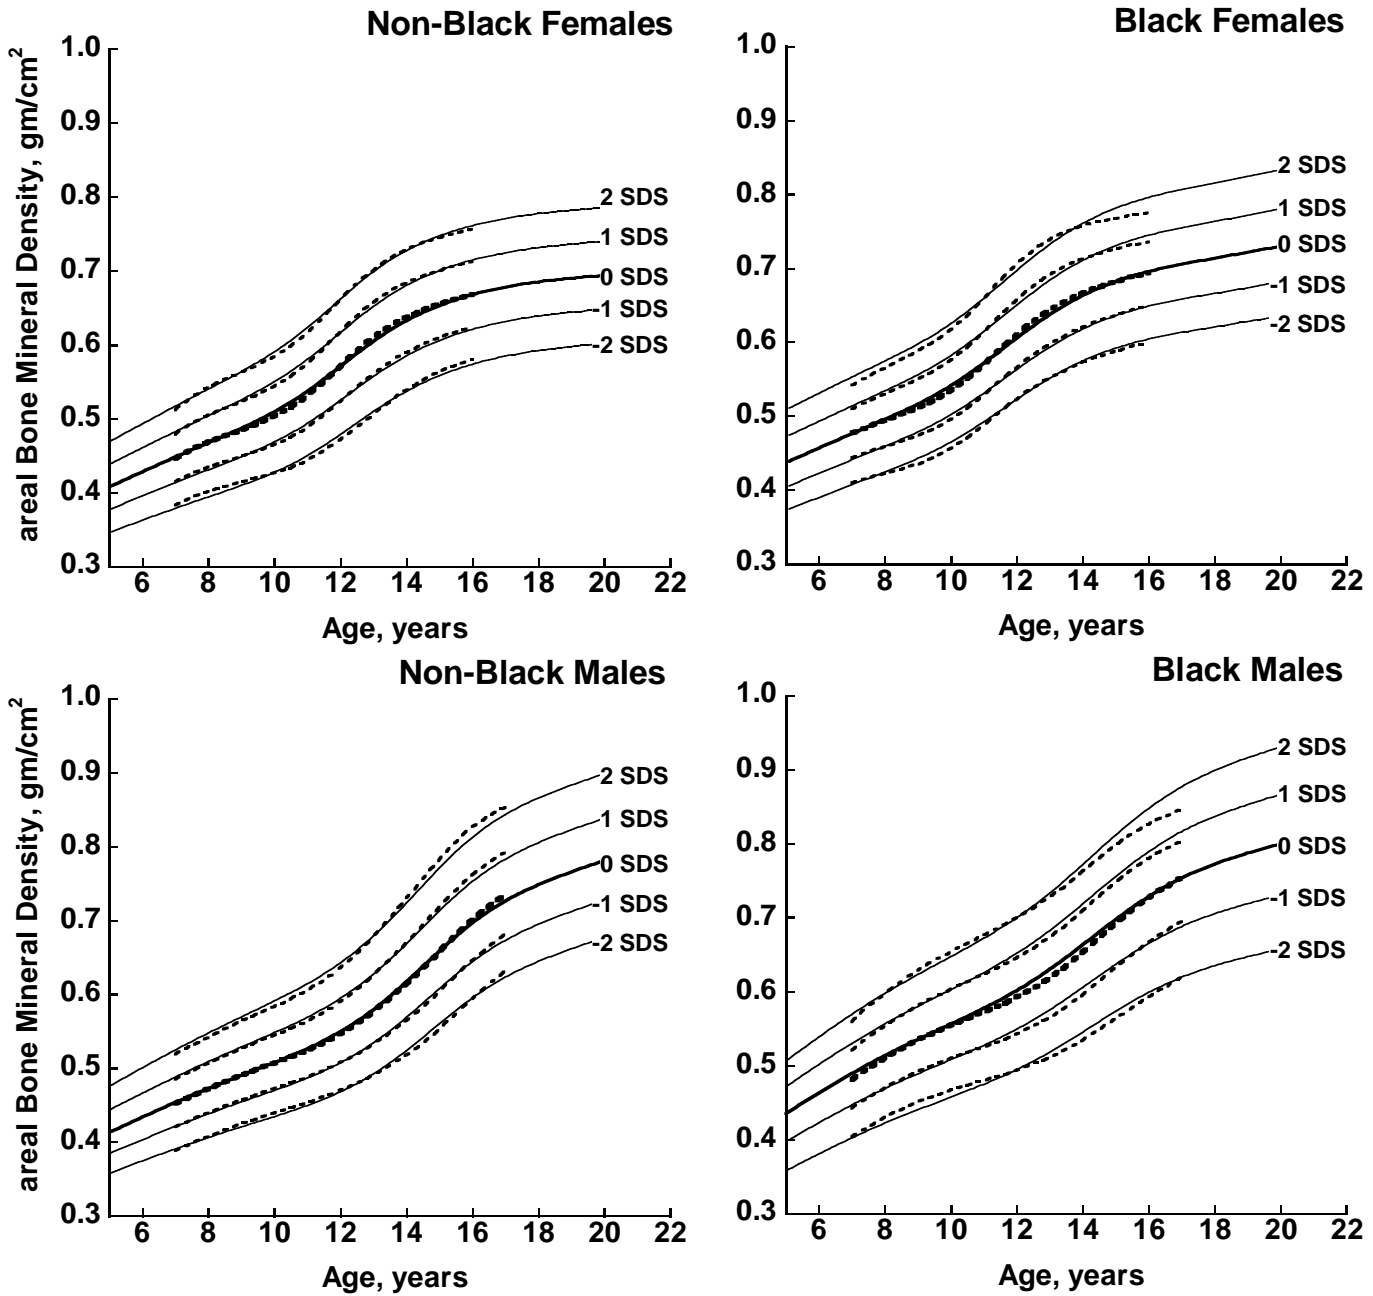 Non-Black Females
areal Bone Mineral Density, gm/cm2
1.0
0.9
0.8
0.7
0.6
0.5
0.4
0.3
2 SDS
1 SDS
0 SDS
-1 SDS
-2 SDS
6 8 10 12 14 16 18 20 22
Age, years
Black Females
1.0
0.9
0.8
0.7
0.6
0.5
0.4
0.3
2 SDS
1 SDS
0 SDS
-1 SDS
-2 SDS
6 8 10 12 14 16 18 20 22
Age, years
Non-Black Males
areal Bone Mineral Density, gm/cm2
1.0
0.9
0.8
0.7
0.6
0.5
0.4
0.3
2 SDS
1 SDS
0 SDS
-1 SDS
-2 SDS
6 8 10 12 14 16 18 20 22
Age, years
Black Males
1.0
0.9
0.8
0.7
0.6
0.5
0.4
0.3
2 SDS
1 SDS
0 SDS
-1 SDS
-2 SDS
6 8 10 12 14 16 18 20 22
Age, years